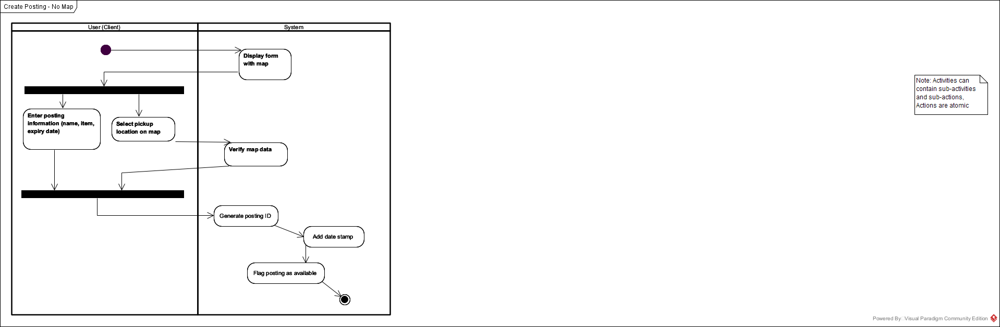 Create Posting - No Map
User (Client)
System
Display form
with map
Enter posting
information (name, item,
expiry date)
Select pickup
location on map
Verify map data
Generate posting ID
Add date stamp
Flag posting as available
Note: Activities can
contain sub-activities
and sub-actions,
Actions are atomic
Powered By Visual Paradigm Community Edition